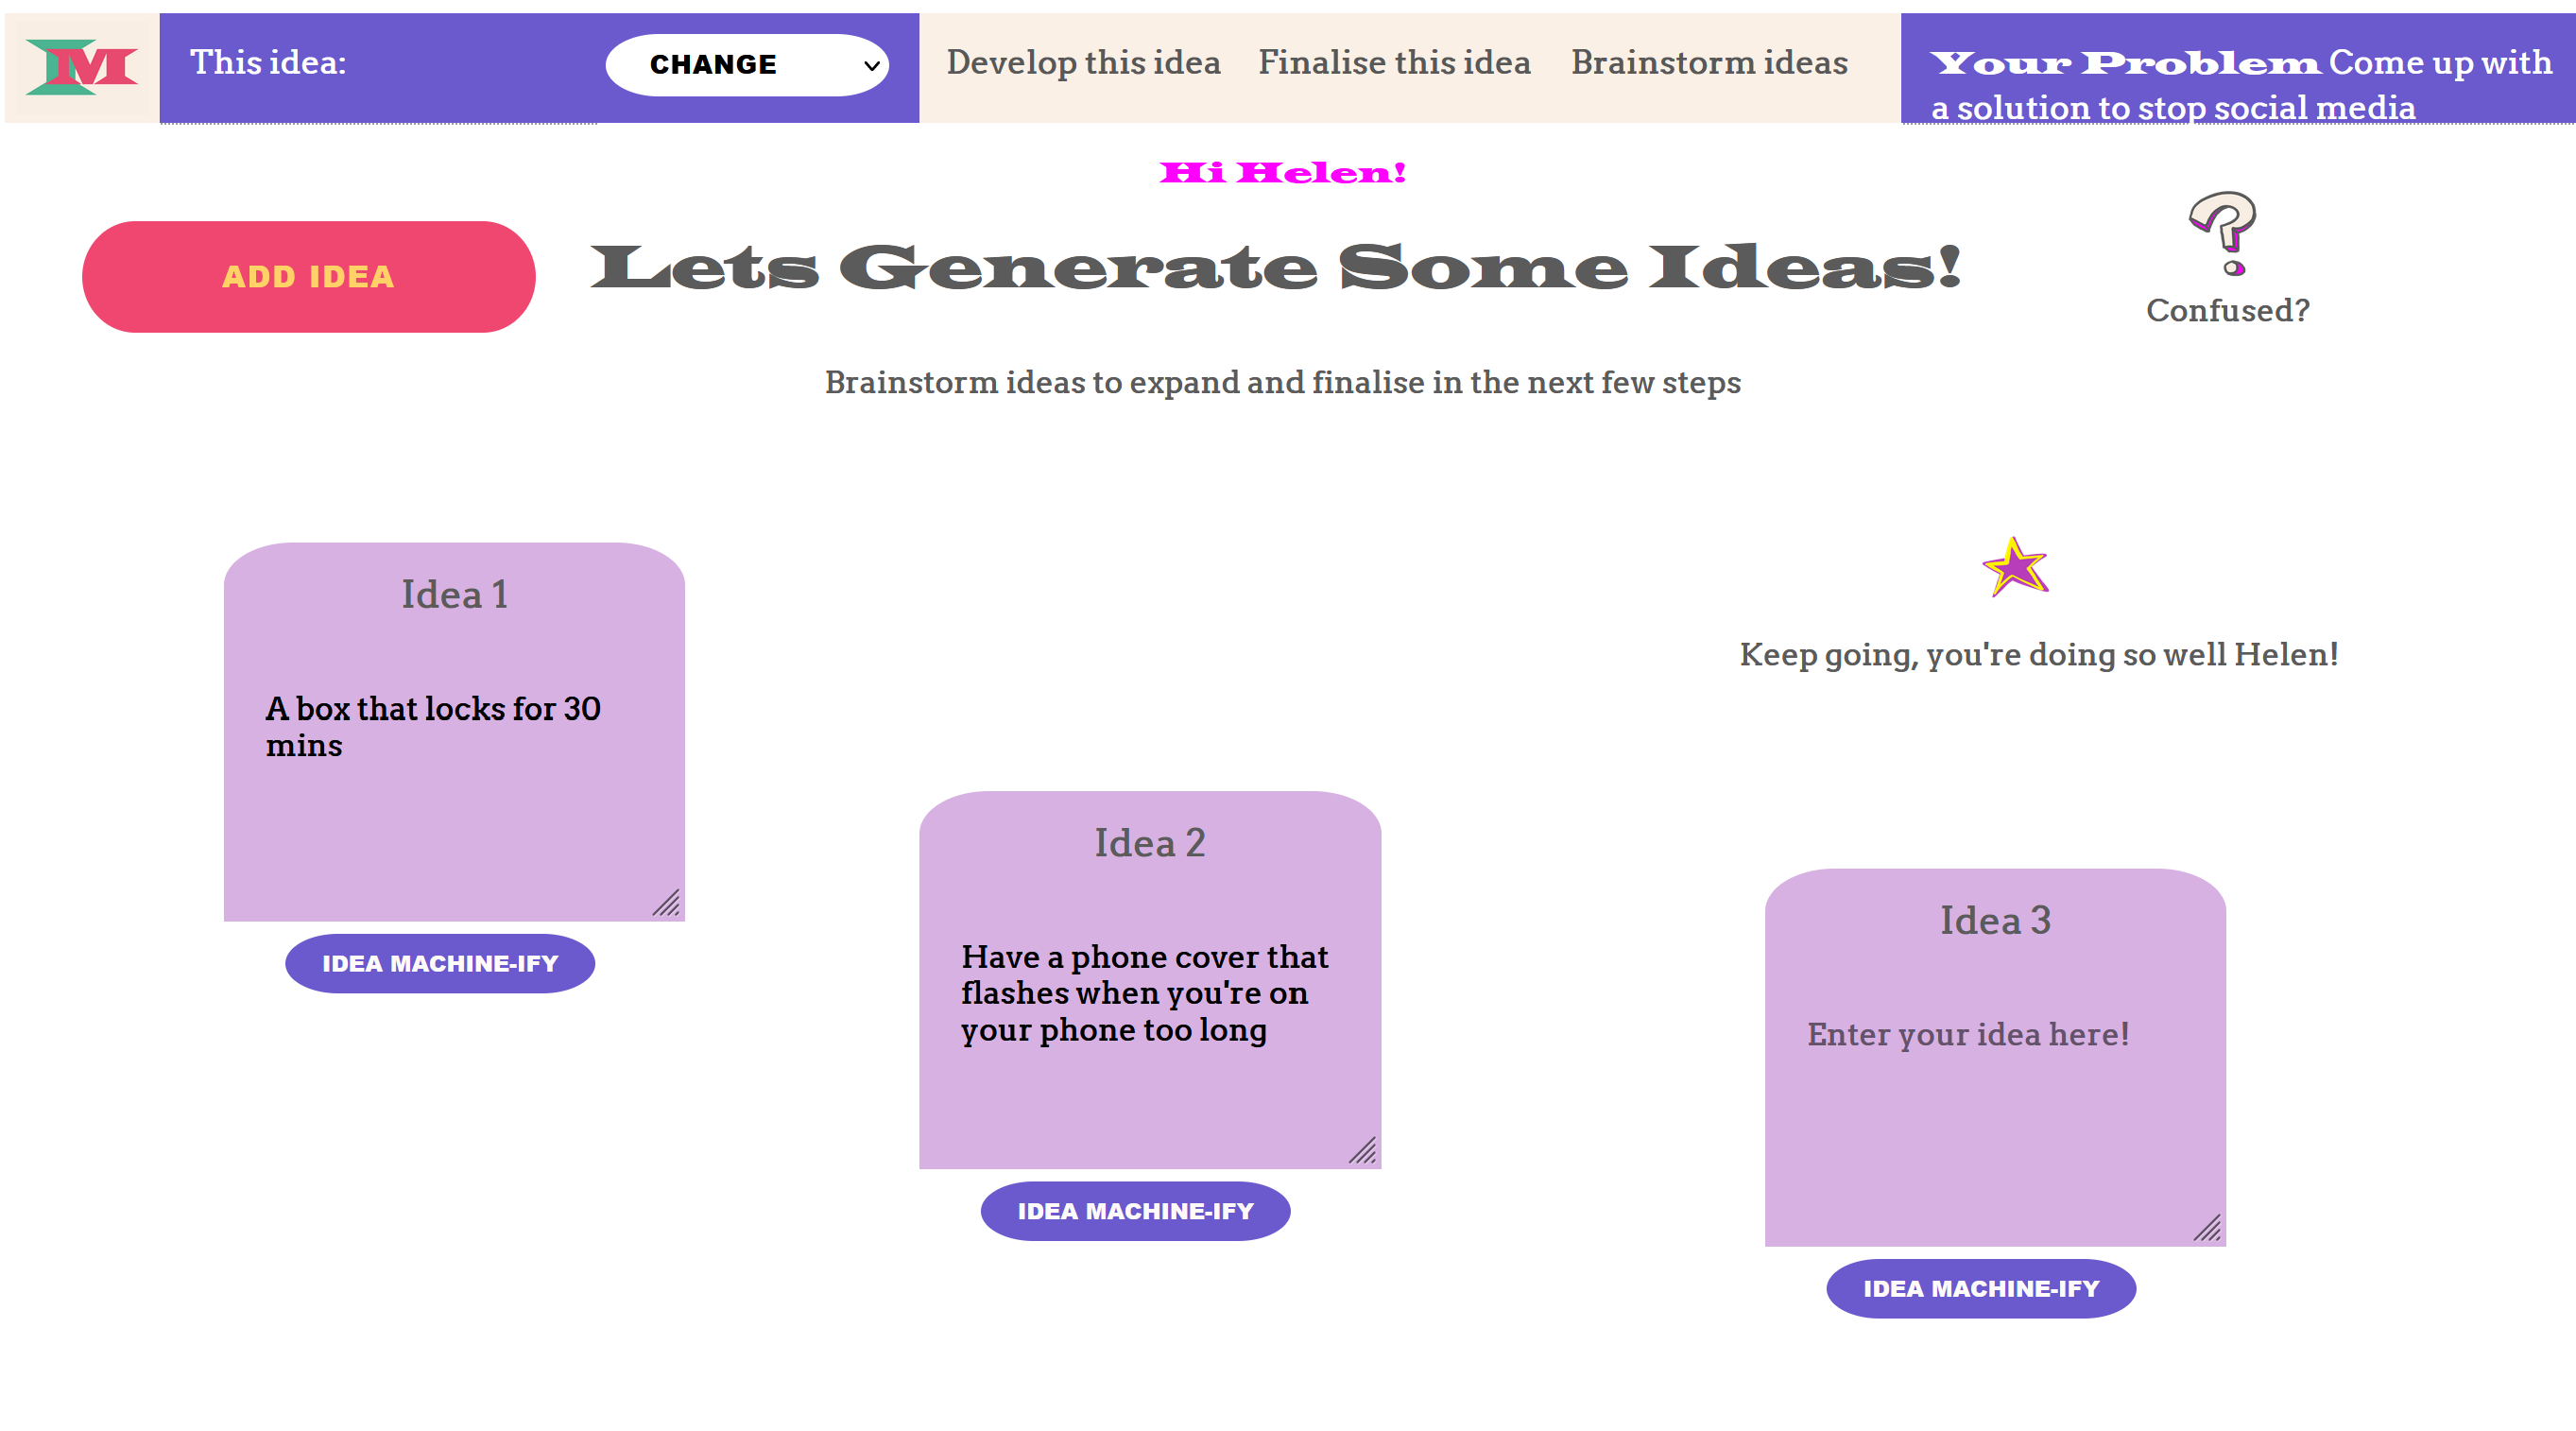 IM
This idea:
CHANGE
Develop this idea
Finalise this idea
Brainstorm ideas
Your Problem Come up with
a solution to stop social media
Hi Helen!
ADD IDEA
Lets Generate Some Ideas!
Confused?
Brainstorm ideas to expand and finalise in the next few steps
Idea 1
A box that locks for 30
mins
IDEA MACHINE-IFY
Keep going, you're doing so well Helen!
Idea 2
Have a phone cover that
flashes when you're on
your phone too long
IDEA MACHINE-IFY
Idea 3
Enter your idea here!
IDEA MACHINE-IFY